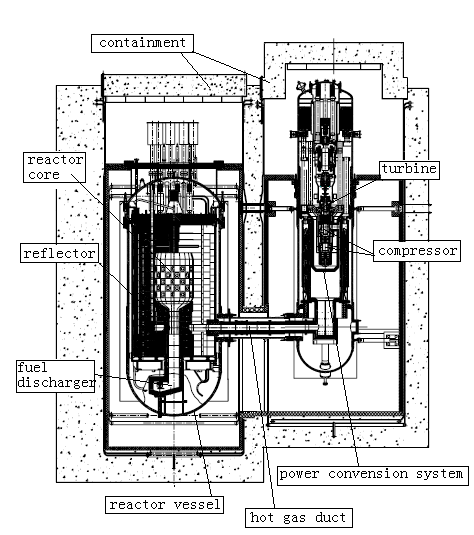 containment
reactor
core
turbine
reflector
compressor
fuel
discharger
power convension system
reactor vessel
hot gas duct